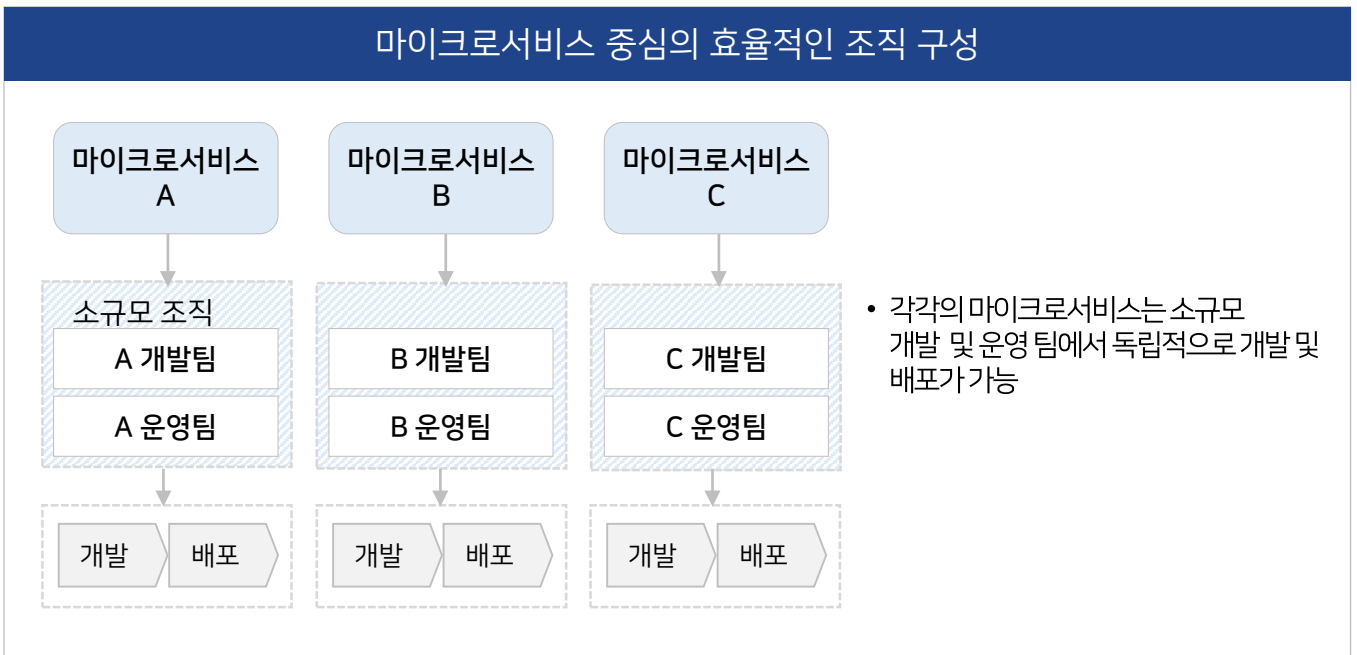 마이크로서비스 중심의 효율적인 조직 구성
마이크로서비스
A
마이크로서비스
B
마이크로서비스
C
소규모 조직
A 개발팀
A 운영팀
B 개발팀
B 운영팀
C 개발팀
C 운영팀
개발
배포
개발
배포
개발
배포
• 각각의 마이크로서비스는 소규모
개발 및 운영 팀에서 독립적으로 개발 및
배포가 가능